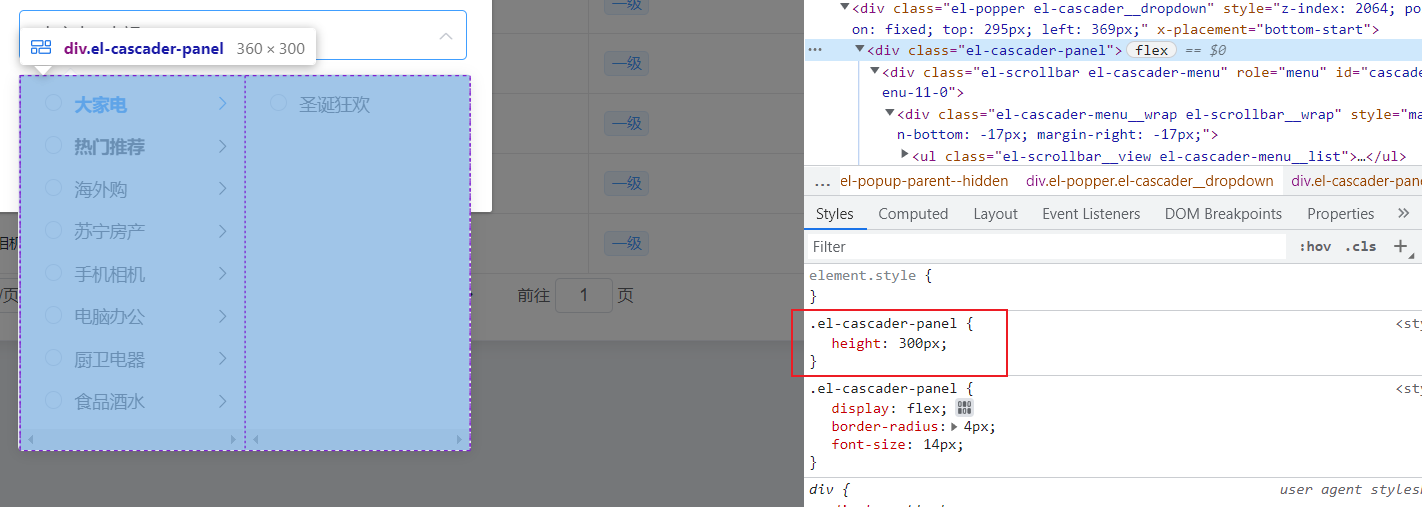 div.el-cascader-panel 360 × 300
大家电
圣诞狂欢
热门推荐
海外购
苏宁房产
手机相机
电脑办公
厨卫电器
食品酒水
一级
一级
一级
一级
一级
相机
/页
前往 1 页
<div class="el-popper el-cascader__dropdown" style="z-index: 2064; po
on: fixed; top: 295px; left: 369px;" x-placement="bottom-start">
<div class="el-cascader-panel"> flex == $0
<div class="el-scrollbar el-cascader-menu" role="menu" id="cascad
enu-11-0">
<div class="el-cascader-menu__wrap el-scrollbar__wrap" style="ma
n-bottom: -17px; margin-right: -17px;">
<ul class="el-scrollbar__view el-cascader-menu__list">…</ul>
... el-popup-parent--hidden div.el-popper.el-cascader__dropdown div.el-cascader-pane
Styles Computed Layout Event Listeners DOM Breakpoints Properties
Filter :hov .cls
element.style {
}
.el-cascader-panel { <sty
height: 300px;
}
.el-cascader-panel { <sty
display: flex;
border-radius: 4px;
font-size: 14px;
}
div { user agent stylesh